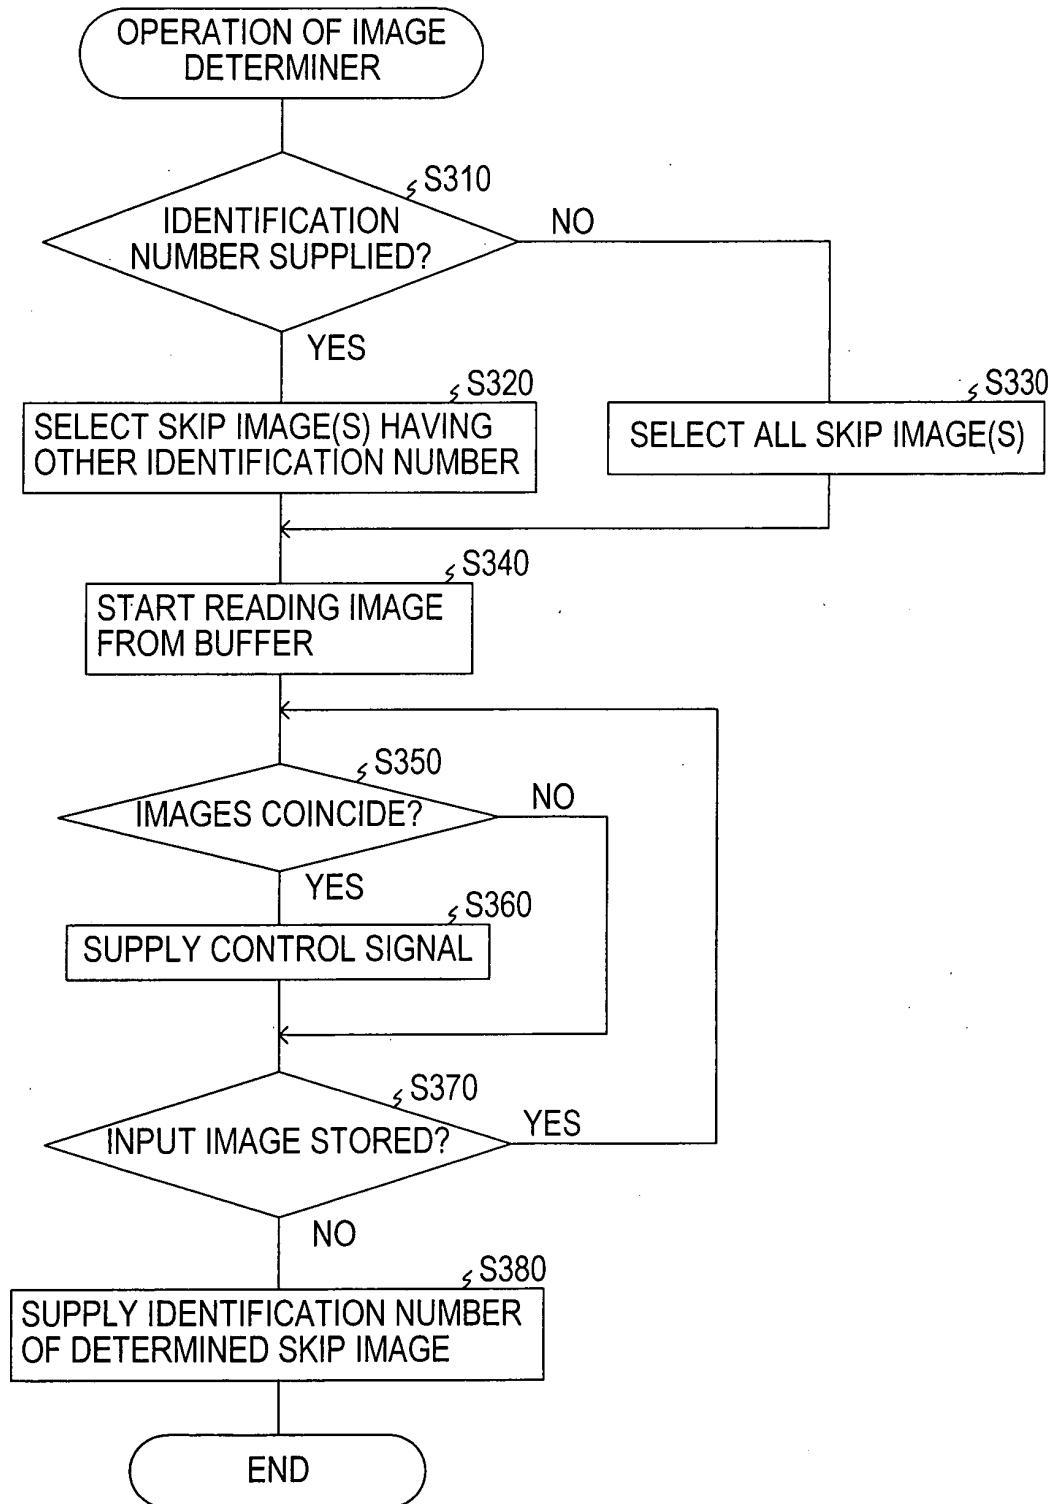 OPERATION OF IMAGE
DETERMINER
S310
IDENTIFICATION
NUMBER SUPPLIED?
NO
YES
S320
SELECT SKIP IMAGE(S) HAVING
OTHER IDENTIFICATION NUMBER
S330
SELECT ALL SKIP IMAGE(S)
S340
START READING IMAGE
FROM BUFFER
S350
IMAGES COINCIDE?
NO
YES
S360
SUPPLY CONTROL SIGNAL
S370
INPUT IMAGE STORED?
YES
NO
S380
SUPPLY IDENTIFICATION NUMBER
OF DETERMINED SKIP IMAGE
END